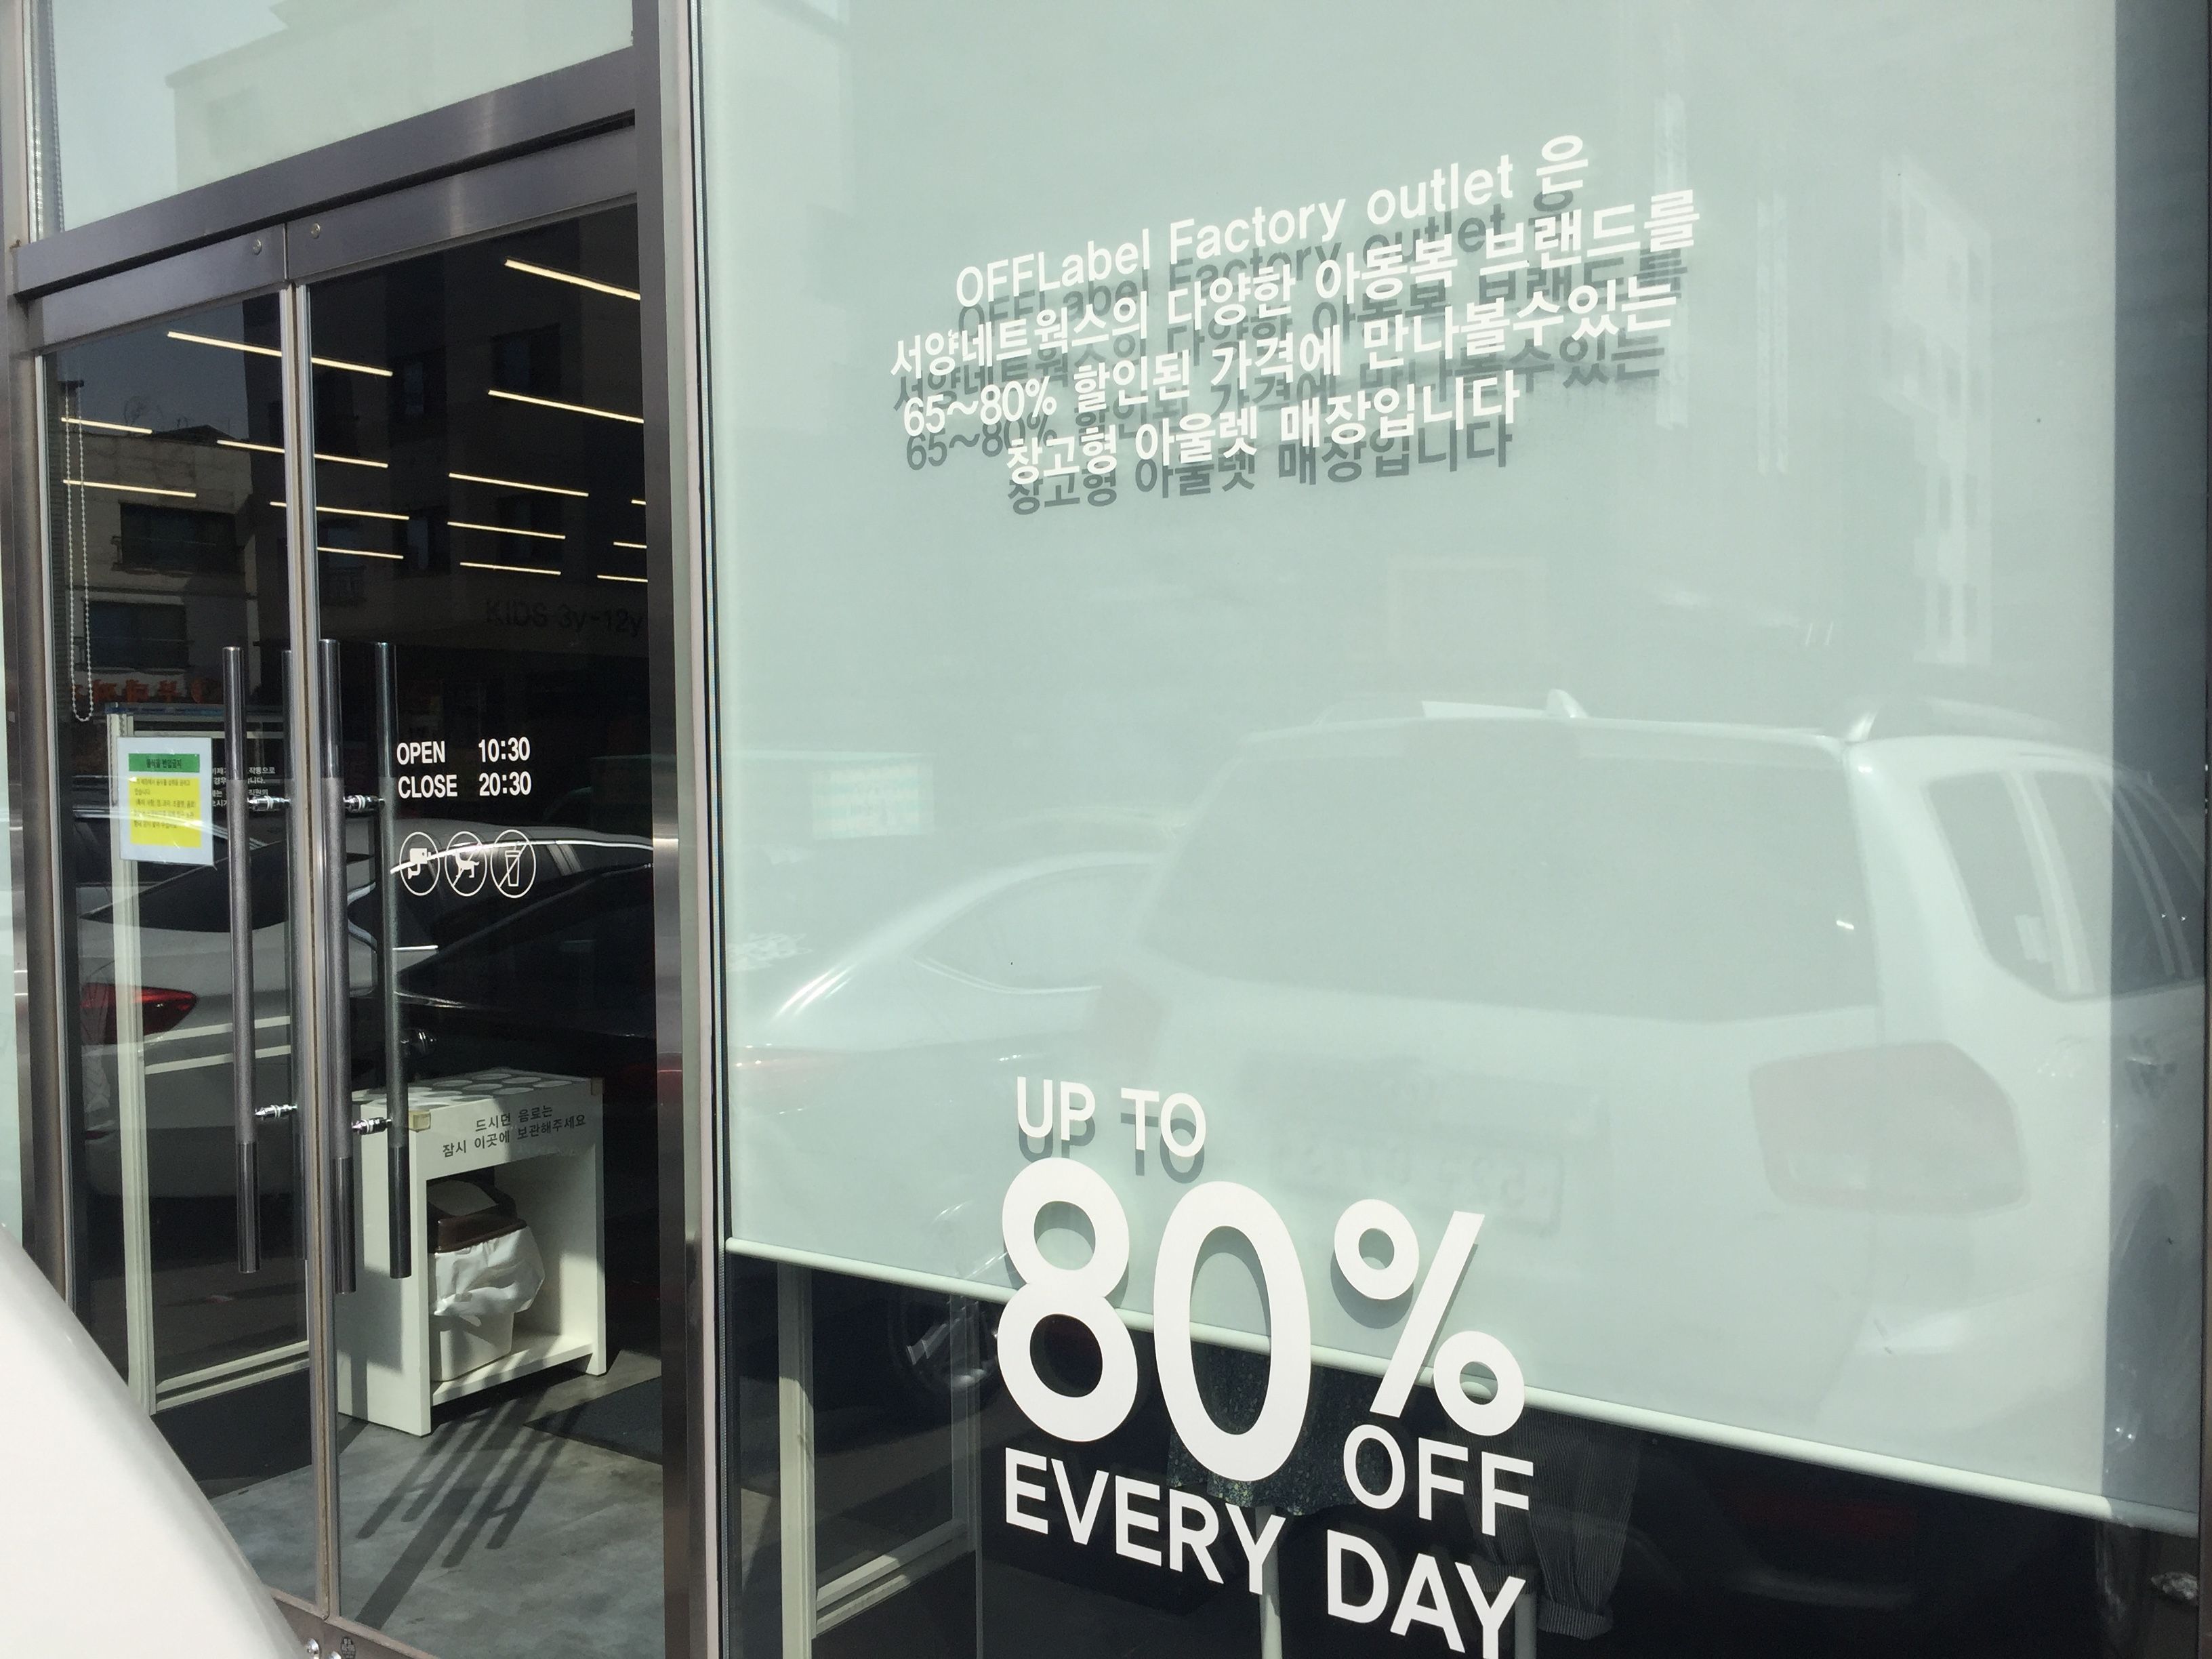 OFFLabel Factory outlet 은
서양네트웍스의 다양한 아동복 브랜드를
65~80% 할인된 가격에 만나볼수있는
창고형 아울렛 매장입니다
KIDS 3y-12y
OPEN 10:30
CLOSE 20:30
드시던 음료는
잠시 이곳에 보관해주세요
UP TO
80%
OFF
EVERY DAY